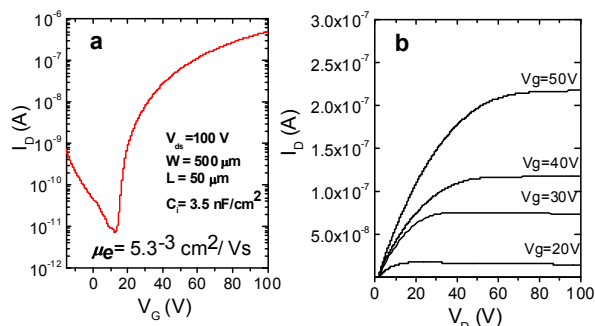 a
I_D (A)
10^-6
10^-7
10^-8
10^-9
10^-10
10^-11
10^-12
V_ds=100 V
W = 500 µm
L = 50 µm
C_i= 3.5 nF/cm^2
µe= 5.3^-3 cm^2/ Vs
0 20 40 60 80 100
V_G (V)
b
I_D (A)
3.0x10^-7
2.5x10^-7
2.0x10^-7
1.5x10^-7
1.0x10^-7
5.0x10^-8
Vg=50V
Vg=40V
Vg=30V
Vg=20V
0 20 40 60 80 100
V_D (V)